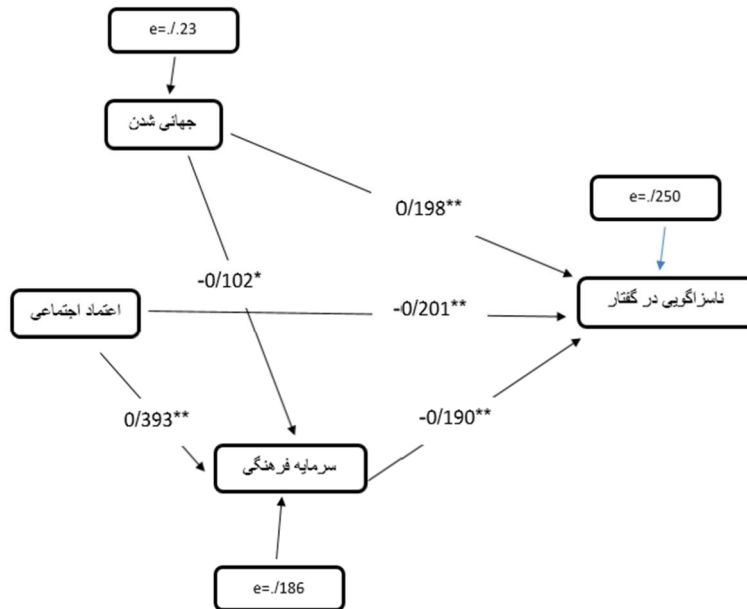 e=./.23
جهانی شدن
0/198**
e=./250
-0/102*
ناسزاگویی در گفتار
اعتماد اجتماعی
-0/201**
0/393**
-0/190**
سرمایه فرهنگی
e=./186